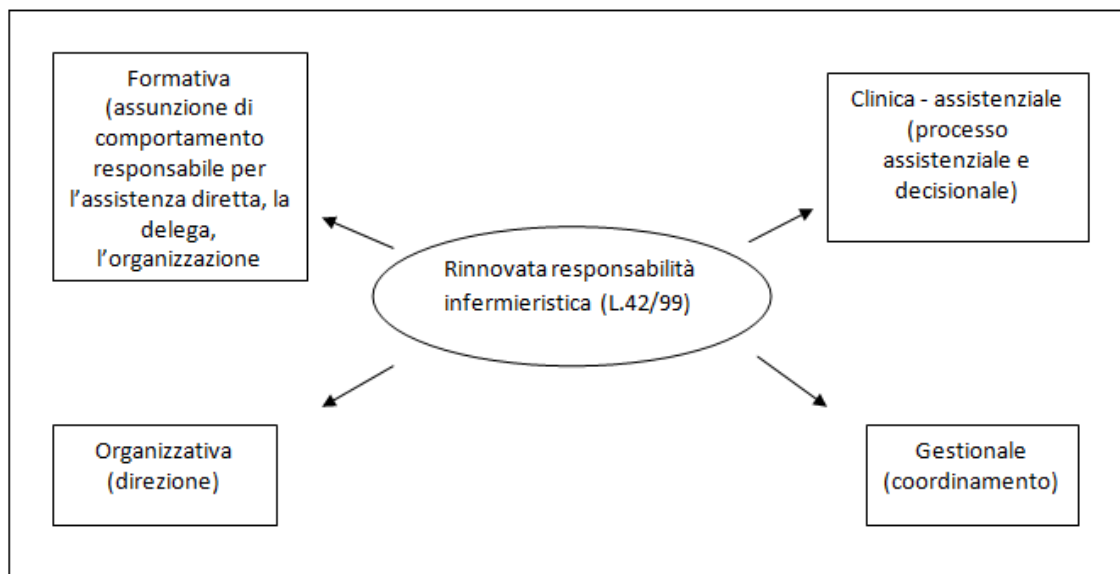 Formativa
(assunzione di
comportamento
responsabile per
l’assistenza diretta, la
delega,
l’organizzazione
Clinica - assistenziale
(processo
assistenziale e
decisionale)
Rinnovata responsabilità
infermieristica (L.42/99)
Organizzativa
(direzione)
Gestionale
(coordinamento)